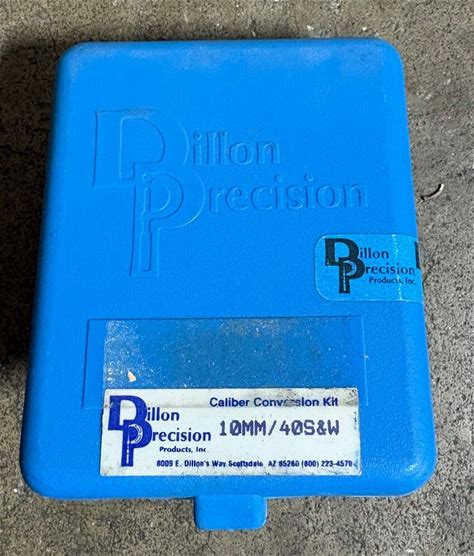 Dillon
Precision
Dillon
Precision
Products, Inc.
Caliber Conversion Kit
Dillon
Precision
Products, Inc.
10MM/40S&W
8009 E. Dillon's Way Scottsdale, AZ 85260 (800) 223-4570